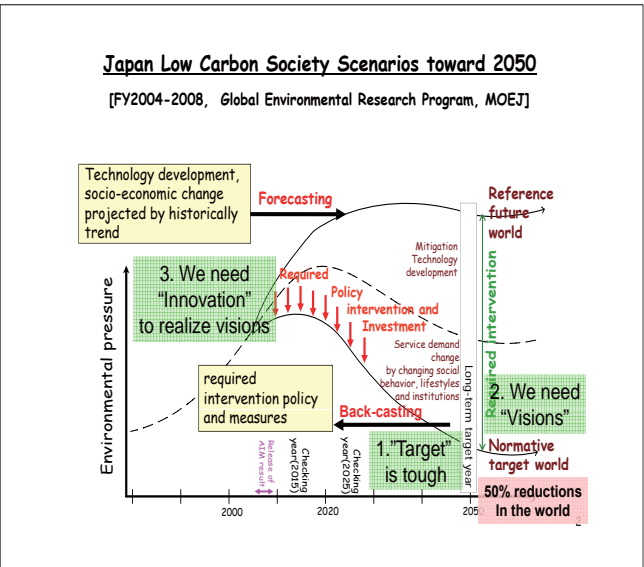 Japan Low Carbon Society Scenarios toward 2050
[FY2004-2008, Global Environmental Research Program, MOEJ]
Technology development,
socio-economic change
projected by historically
trend
Forecasting
Reference
future
world
Mitigation
Technology
development
3. We need
“Innovation”
to realize visions
Required
Policy
intervention and
Investment
Environmental pressure
Service demand
change
by changing social
behavior, lifestyles
and institutions
Required Intervention
Long-term target year
required
intervention policy
and measures
Back-casting
2. We need
“Visions”
1.”Target”
is tough
Normative
target world
Release of
AIM result
Checking
year(2015)
Checking
year(2025)
50% reductions
In the world
2000
2020
2050
2